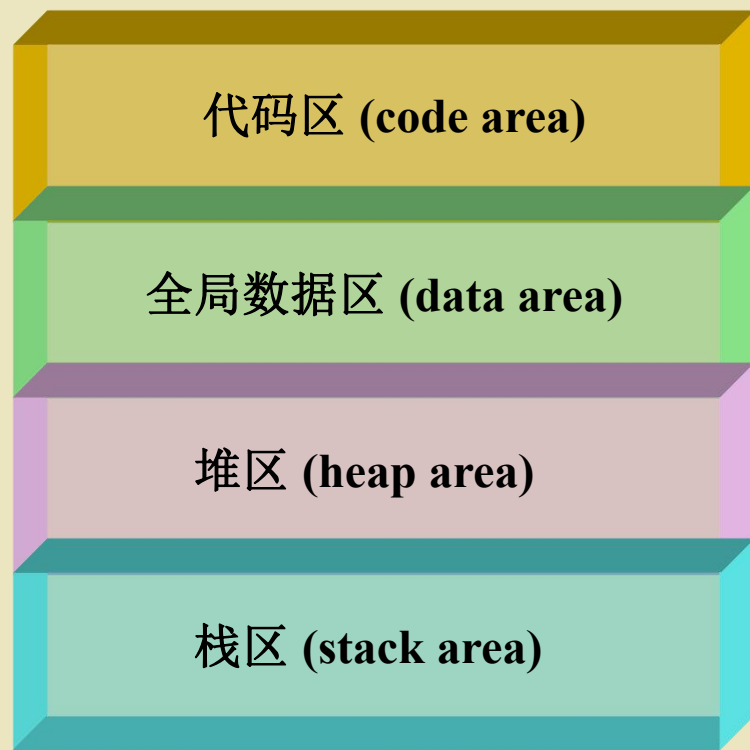 代码区 (code area)
全局数据区 (data area)
堆区 (heap area)
栈区 (stack area)